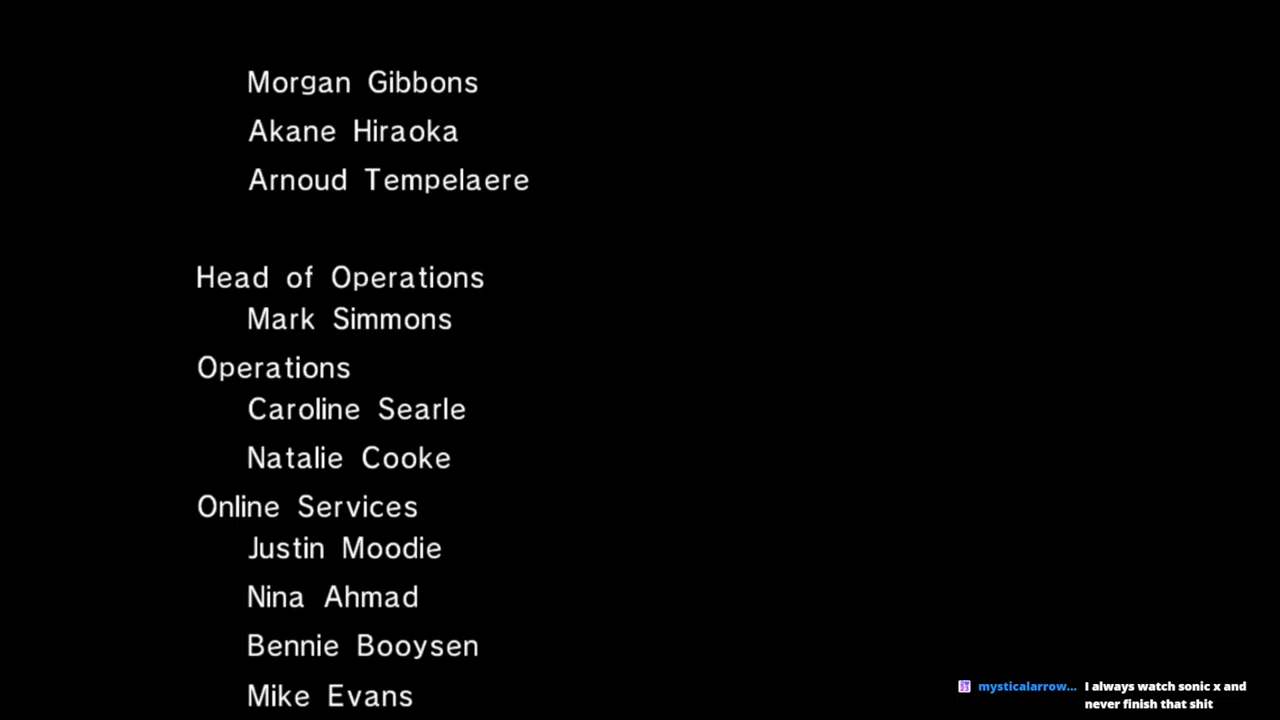 Morgan Gibbons
Akane Hiraoka
Arnoud Tempelaere
Head of Operations
Mark Simmons
Operations
Caroline Searle
Natalie Cooke
Online Services
Justin Moodie
Nina Ahmad
Bennie Booysen
Mike Evans
mysticalarrow... I always watch sonic x and
never finish that shit